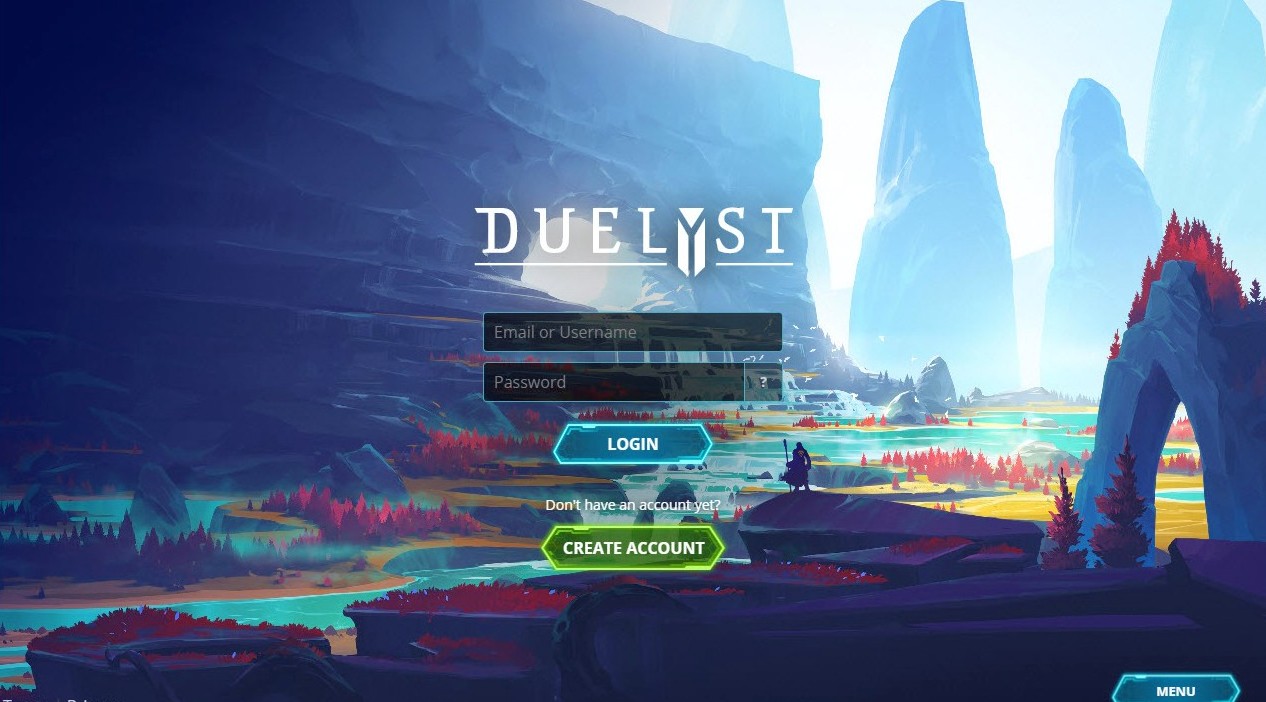 DUELYST
Email or Username
Password
?
LOGIN
Don't have an account yet?
CREATE ACCOUNT
MENU